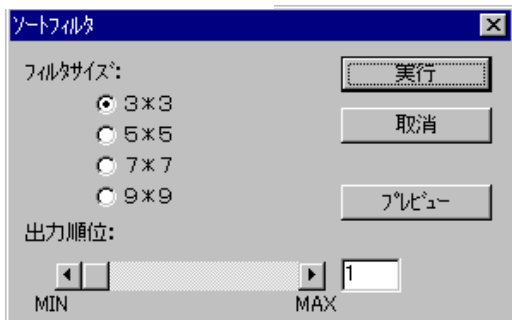 ソートフィルタ
フィルタサイズ:
実行
3*3
取消
5*5
7*7
9*9
プレビュー
出力順位:
1
MIN
MAX